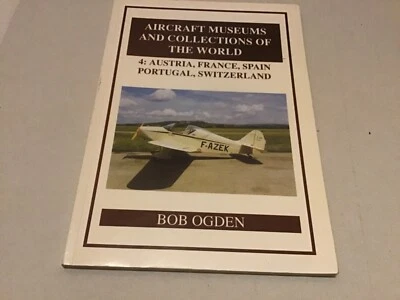 AIRCRAFT MUSEUMS
AND COLLECTIONS OF
THE WORLD
4: AUSTRIA, FRANCE, SPAIN
PORTUGAL, SWITZERLAND
F-AZEK
BOB OGDEN